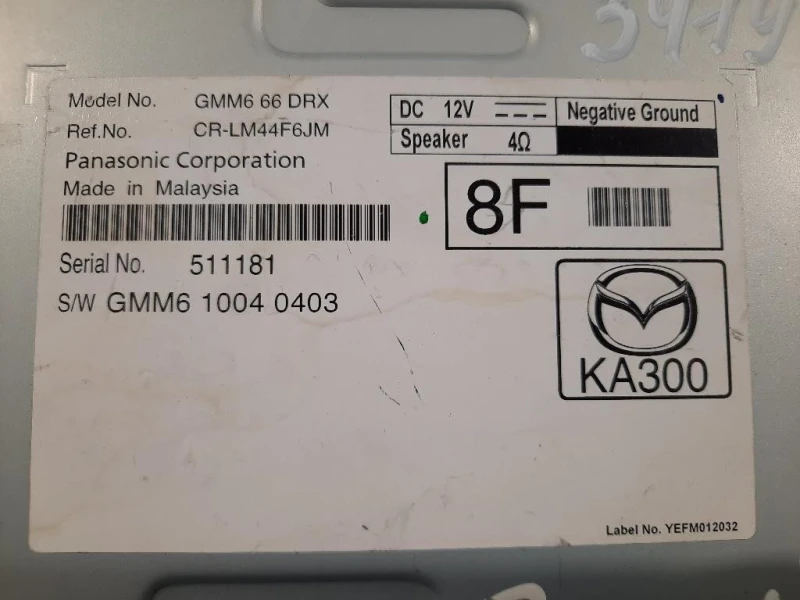 3419
Model No. GMM6 66 DRX
Ref.No. CR-LM44F6JM
Panasonic Corporation
Made in Malaysia
DC 12V Negative Ground
Speaker 4Ω
8F
Serial No. 511181
S/W GMM6 1004 0403
KA300
Label No. YEFM012032